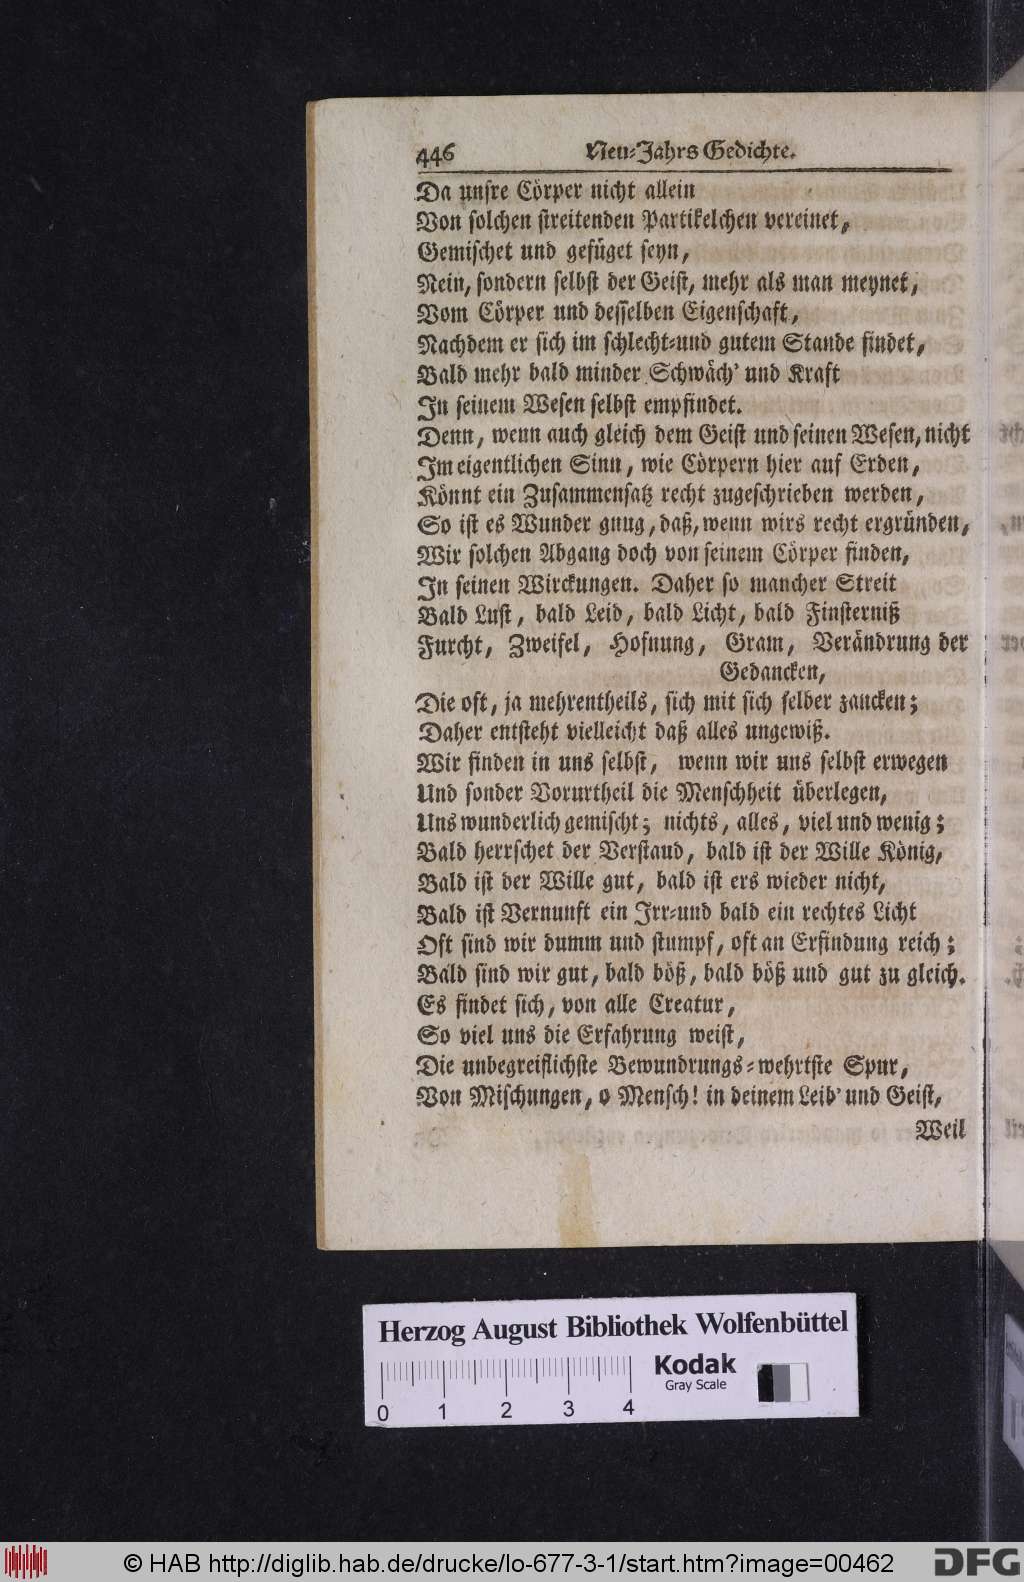 446 Neu-Jahrs Gedichte.
Da unsre Cörper nicht allein
Von solchen streitenden Partikelchen vereinet,
Gemischet und gefüget seyn,
Nein, sondern selbst der Geist, mehr als man meynet,
Vom Cörper und desselben Eigenschaft,
Nachdem er sich im schlecht-und gutem Stande findet,
Bald mehr bald minder Schwäch' und Kraft
In seinem Wesen selbst empfindet.
Denn, wenn auch gleich dem Geist und seinen Wesen, nicht
Im eigentlichen Sinn, wie Cörpern hier auf Erden,
Könnt ein Zusammensatz recht zugeschrieben werden,
So ist es Wunder gnug, daß, wenn wirs recht ergründen,
Wir solchen Abgang doch von seinem Cörper finden,
In seinen Wirckungen. Daher so mancher Streit
Bald Lust, bald Leid, bald Licht, bald Finsterniß
Furcht, Zweifel, Hofnung, Gram, Verändrung der
Gedancken,
Die oft, ja mehrentheils, sich mit sich selber zancken;
Daher entsteht vielleicht daß alles ungewiß.
Wir finden in uns selbst, wenn wir uns selbst erwegen
Und sonder Vorurtheil die Menschheit überlegen,
Uns wunderlich gemischt; nichts, alles, viel und wenig;
Bald herrschet der Verstand, bald ist der Wille König,
Bald ist der Wille gut, bald ist ers wieder nicht,
Bald ist Vernunft ein Irr-und bald ein rechtes Licht
Oft sind wir dumm und stumpf, oft an Erfindung reich;
Bald sind wir gut, bald böß, bald böß und gut zu gleich.
Es findet sich, von alle Creatur,
So viel uns die Erfahrung weist,
Die unbegreiflichste Bewundrungs-wehrtste Spur,
Von Mischungen, o Mensch! in deinem Leib' und Geist,
Weil
Herzog August Bibliothek Wolfenbüttel
Kodak
Gray Scale
0 1 2 3 4
© HAB http://diglib.hab.de/drucke/lo-677-3-1/start.htm?image=00462
DFG